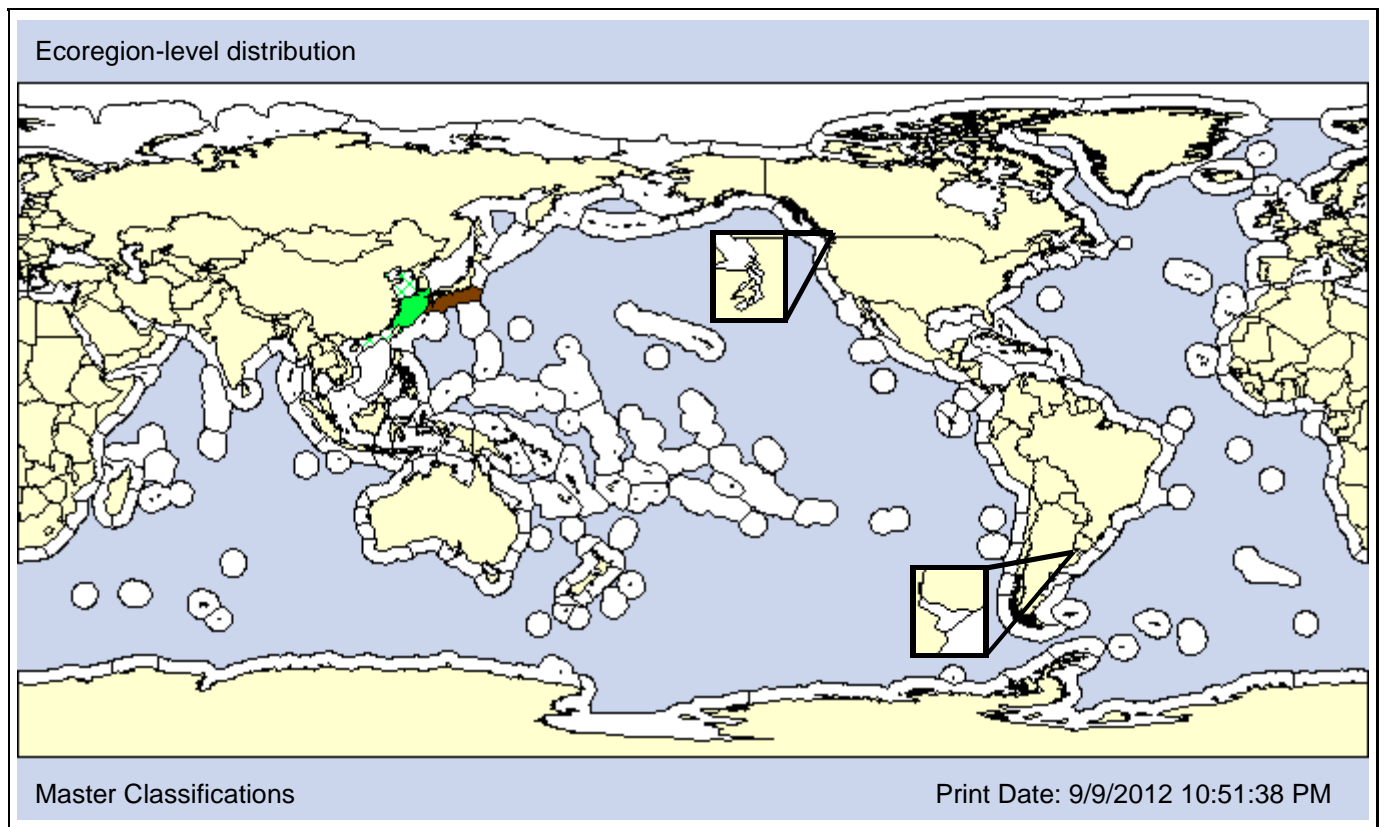 Ecoregion-level distribution
Master Classifications
Print Date: 9/9/2012 10:51:38 PM